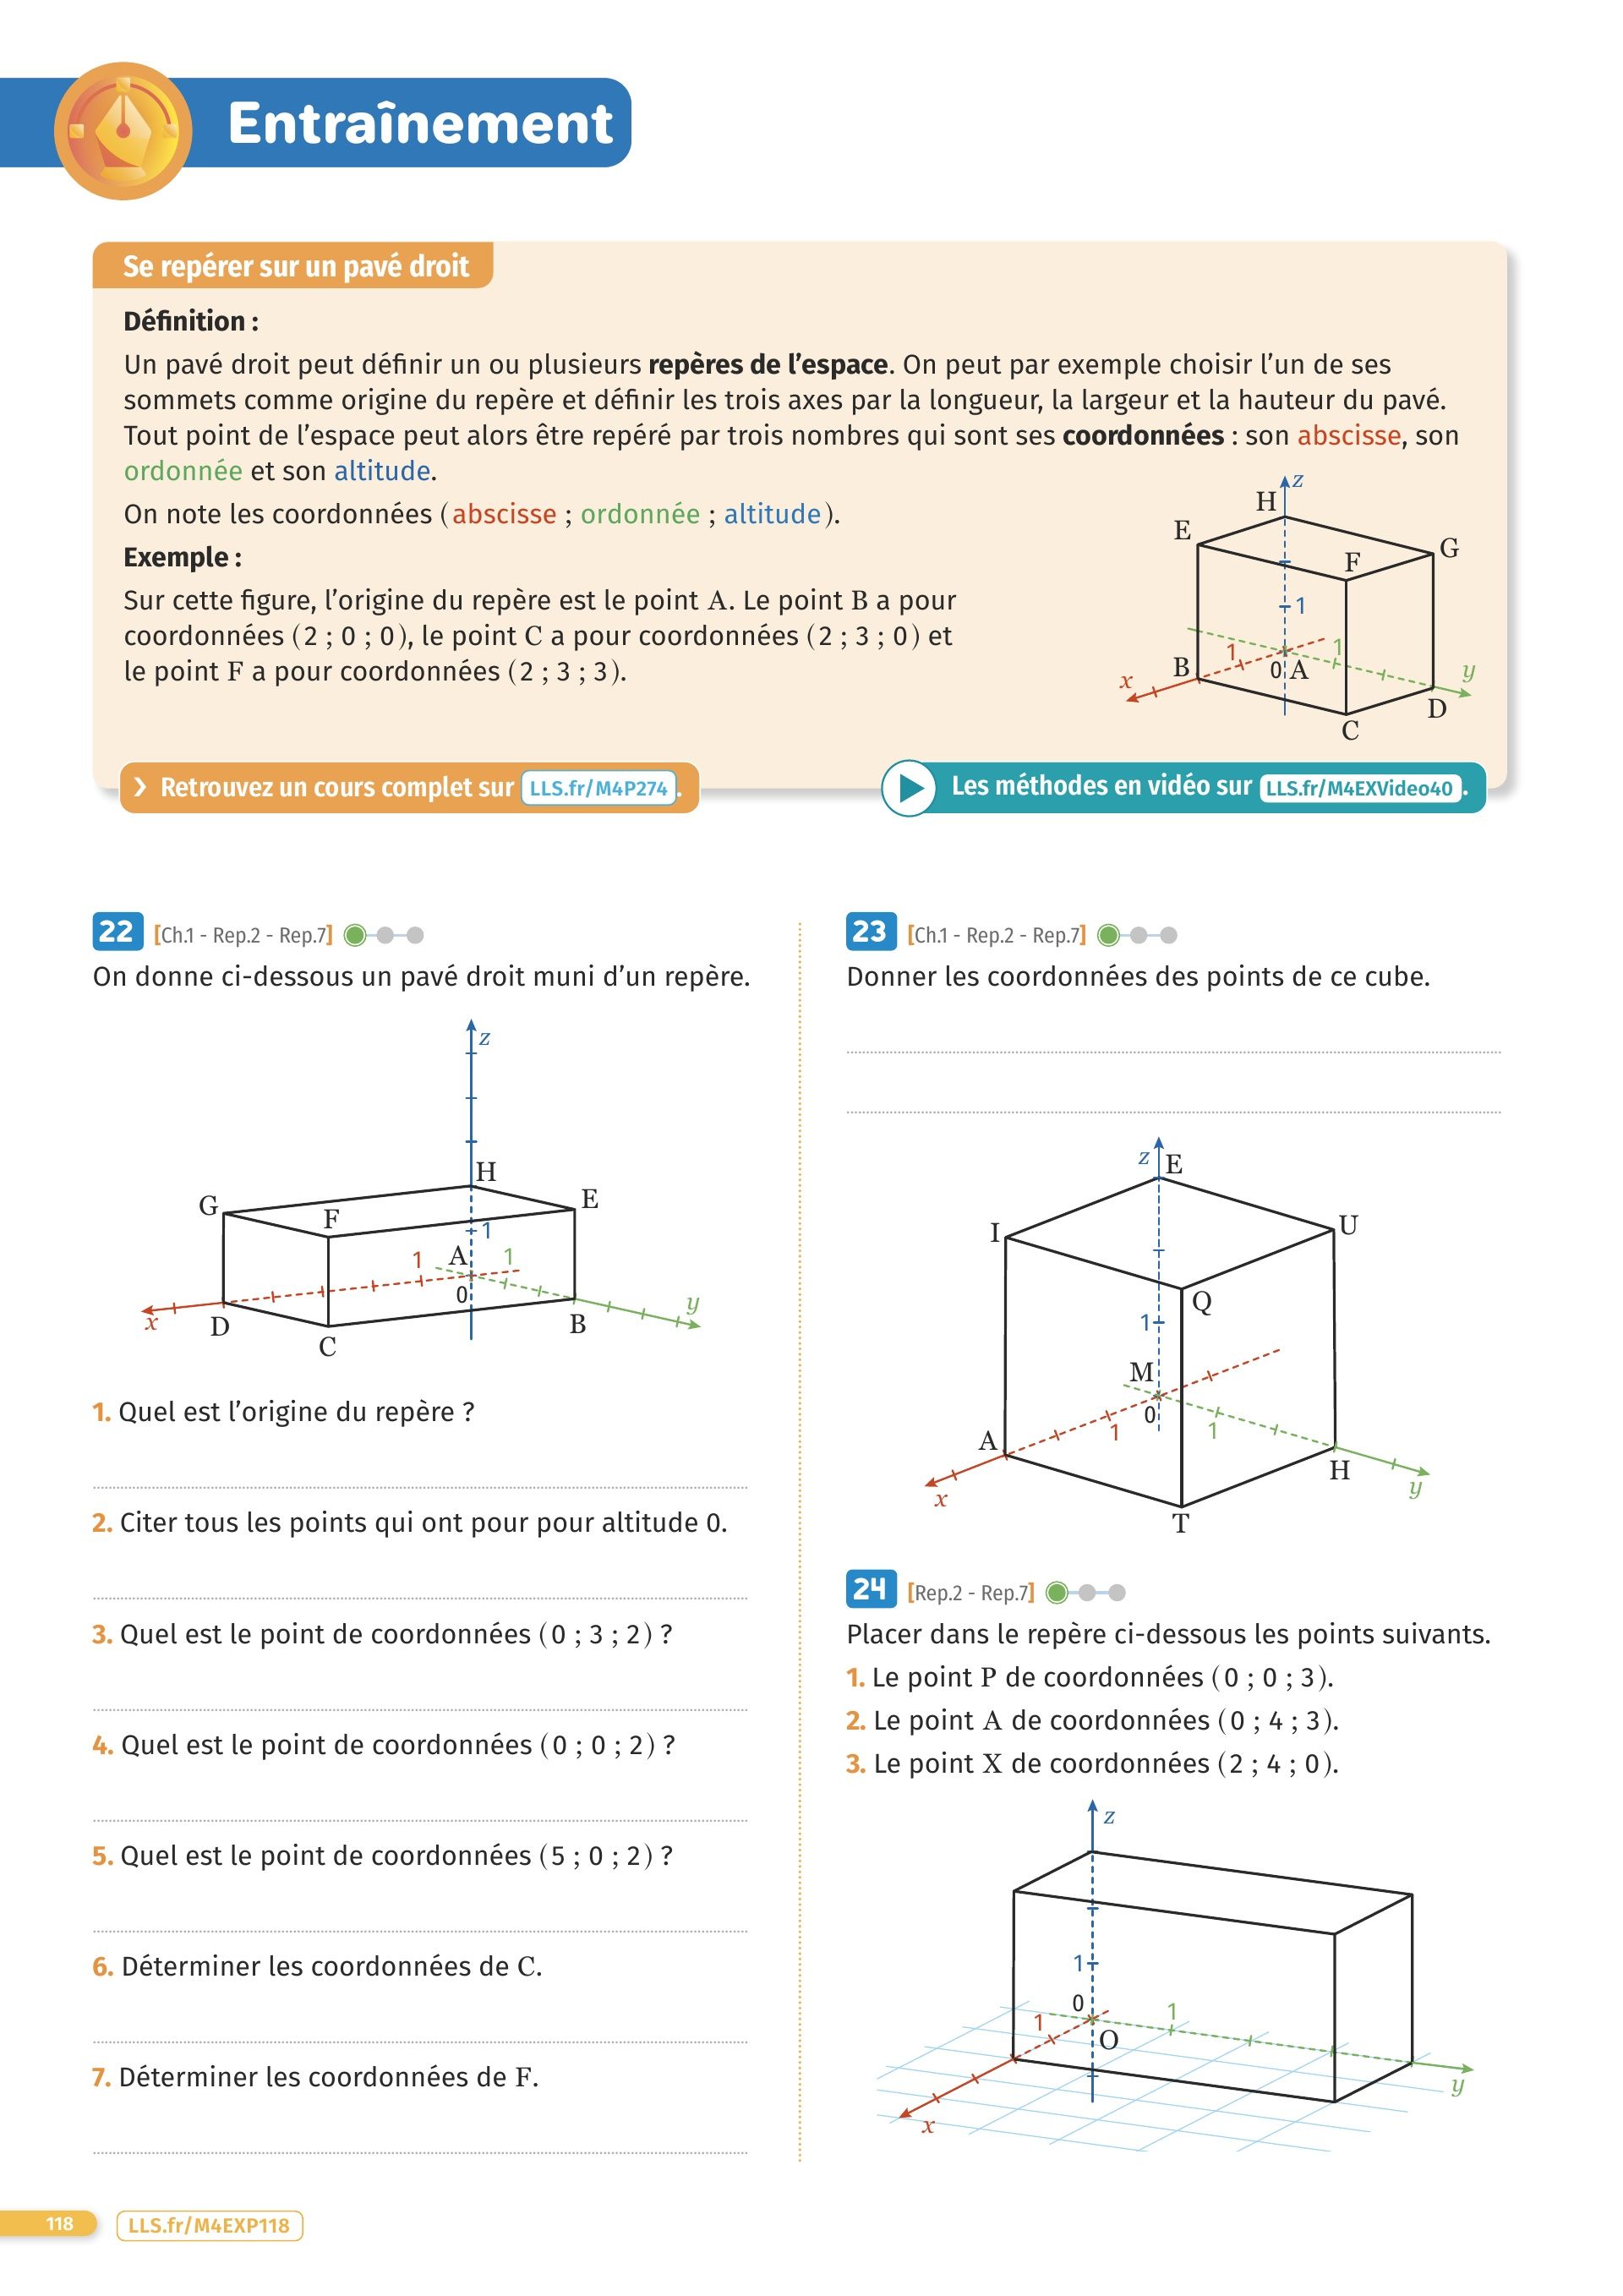 Entraînement
Se repérer sur un pavé droit
Définition :
Un pavé droit peut définir un ou plusieurs repères de l’espace. On peut par exemple choisir l’un de ses
sommets comme origine du repère et définir les trois axes par la longueur, la largeur et la hauteur du pavé.
Tout point de l’espace peut alors être repéré par trois nombres qui sont ses coordonnées : son abscisse, son
ordonnée et son altitude.
On note les coordonnées (abscisse ; ordonnée ; altitude).
Exemple :
Sur cette figure, l’origine du repère est le point A. Le point B a pour
coordonnées (2 ; 0 ; 0), le point C a pour coordonnées (2 ; 3 ; 0) et
le point F a pour coordonnées (2 ; 3 ; 3).
z
H
E
G
F
1
1
1
B
0
A
x
y
D
C
❯ Retrouvez un cours complet sur LLS.fr/M4P274.
Les méthodes en vidéo sur LLS.fr/M4EXVideo40.
22 [Ch.1 - Rep.2 - Rep.7]
On donne ci-dessous un pavé droit muni d’un repère.
z
H
G
E
F
1
1
A
1
0
x
D
B
y
C
1. Quel est l’origine du repère ?
2. Citer tous les points qui ont pour pour altitude 0.
3. Quel est le point de coordonnées (0 ; 3 ; 2) ?
4. Quel est le point de coordonnées (0 ; 0 ; 2) ?
5. Quel est le point de coordonnées (5 ; 0 ; 2) ?
6. Déterminer les coordonnées de C.
7. Déterminer les coordonnées de F.
23 [Ch.1 - Rep.2 - Rep.7]
Donner les coordonnées des points de ce cube.
z
E
I
U
Q
1
M
0
1
1
A
H
x
y
T
24 [Rep.2 - Rep.7]
Placer dans le repère ci-dessous les points suivants.
1. Le point P de coordonnées (0 ; 0 ; 3).
2. Le point A de coordonnées (0 ; 4 ; 3).
3. Le point X de coordonnées (2 ; 4 ; 0).
z
1
0
1
1
O
x
y
118
LLS.fr/M4EXP118